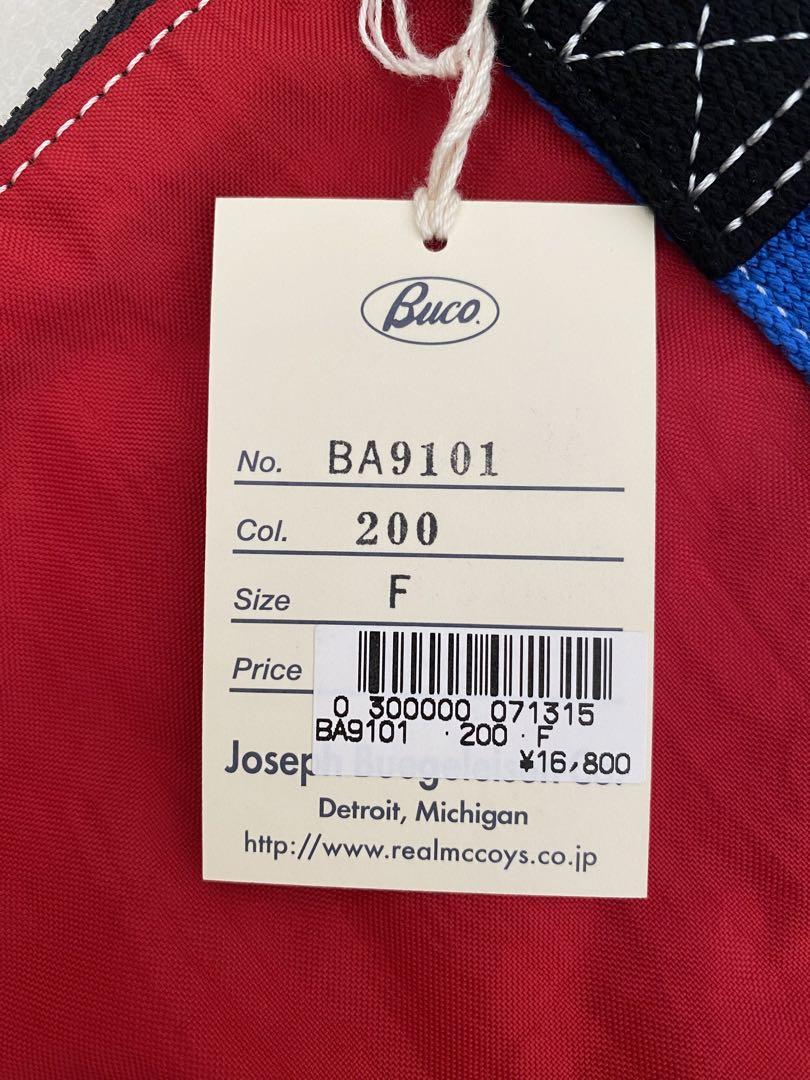 Buco.
No. BA9101
Col. 200
Size F
Price
0 300000 071315
BA9101 ・200・F
¥16,800
Joseph
Detroit, Michigan
http://www.realmccoys.co.jp